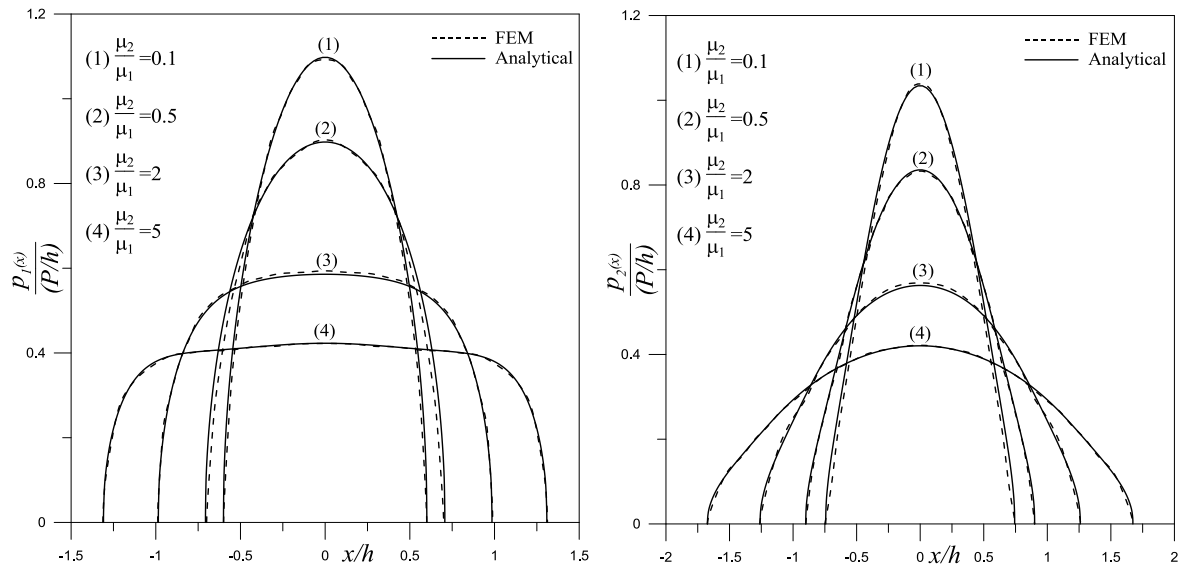 1.2
0.8
0.4
0
p₁(x)
(P/h)
(1) μ₂/μ₁=0.1
(2) μ₂/μ₁=0.5
(3) μ₂/μ₁=2
(4) μ₂/μ₁=5
FEM
Analytical
(1)
(2)
(3)
(4)
-1.5
-1
-0.5
0
0.5
1
1.5
x/h
1.2
0.8
0.4
0
p₂(x)
(P/h)
(1) μ₂/μ₁=0.1
(2) μ₂/μ₁=0.5
(3) μ₂/μ₁=2
(4) μ₂/μ₁=5
FEM
Analytical
(1)
(2)
(3)
(4)
-2
-1.5
-1
-0.5
0
0.5
1
1.5
2
x/h